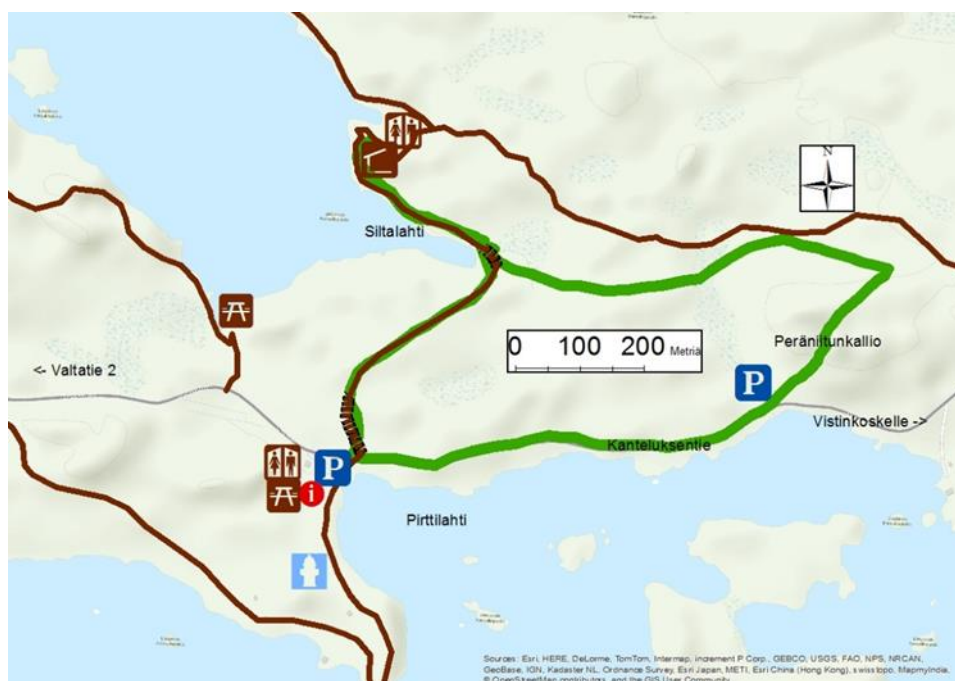 N
Siltalahti
0 100 200 Metriä
Peräniitunkallio
<- Valtatie 2
P
Vistinkoskelle ->
Kanteluksentie
P
i
Pirttilahti
Sources: Esri, HERE, DeLorme, TomTom, Intermap, increment P Corp., GEBCO, USGS, FAO, NPS, NRCAN,
GeoBase, IGN, Kadaster NL, Ordnance Survey, Esri Japan, METI, Esri China (Hong Kong), swisstopo, MapmyIndia,
© OpenStreetMap contributors, and the GIS User Community